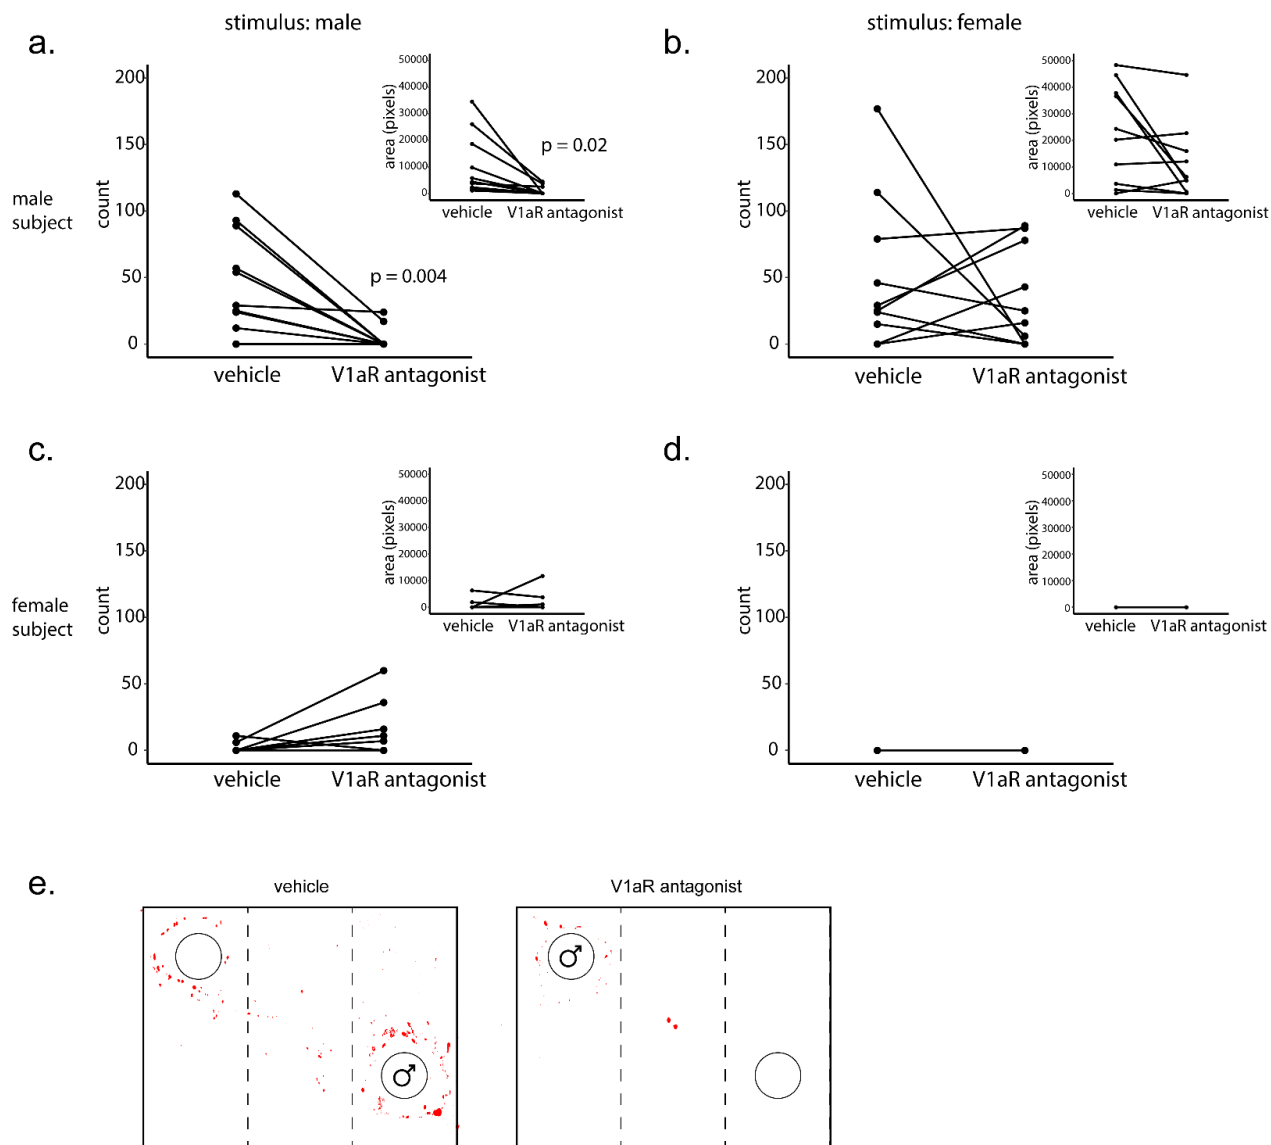 stimulus: male
stimulus: female
a.
b.
male
subject
count
200
150
100
50
0
vehicle
V1aR antagonist
p = 0.004
area (pixels)
50000
40000
30000
20000
10000
0
vehicle
V1aR antagonist
p = 0.02
count
200
150
100
50
0
vehicle
V1aR antagonist
area (pixels)
50000
40000
30000
20000
10000
0
vehicle
V1aR antagonist
c.
d.
female
subject
count
200
150
100
50
0
vehicle
V1aR antagonist
area (pixels)
50000
40000
30000
20000
10000
0
vehicle
V1aR antagonist
count
200
150
100
50
0
vehicle
V1aR antagonist
area (pixels)
50000
40000
30000
20000
10000
0
vehicle
V1aR antagonist
e.
vehicle
V1aR antagonist
♂
♂